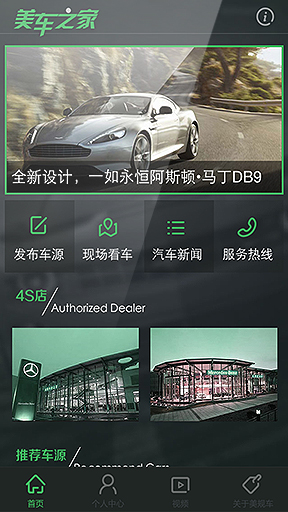 美车之家
全新设计，一如永恒阿斯顿•马丁DB9
发布车源 现场看车 汽车新闻 服务热线
4S店 Authorized Dealer
Mercedes-Benz
推荐车源 Recommend Cars
首页 个人中心 视频 关于美观车